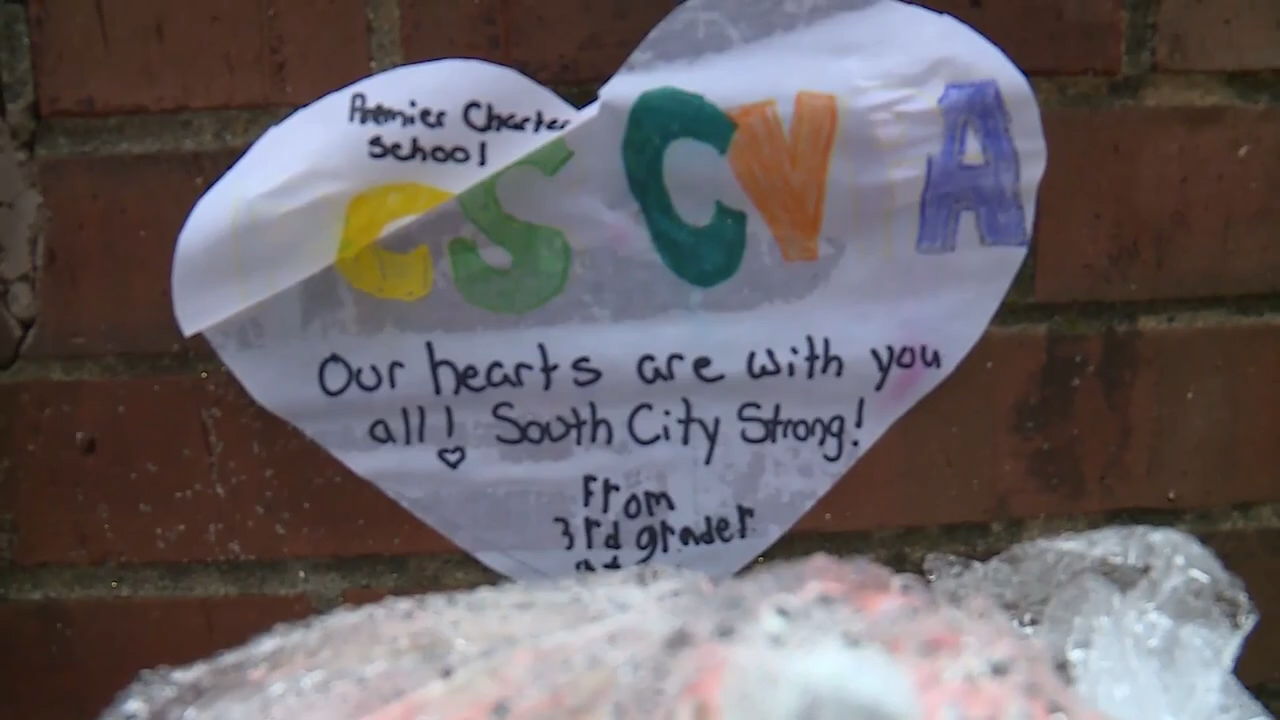 Premier Charter
School
CSCVA
Our hearts are with you
all! South City Strong!
From
3rd grader